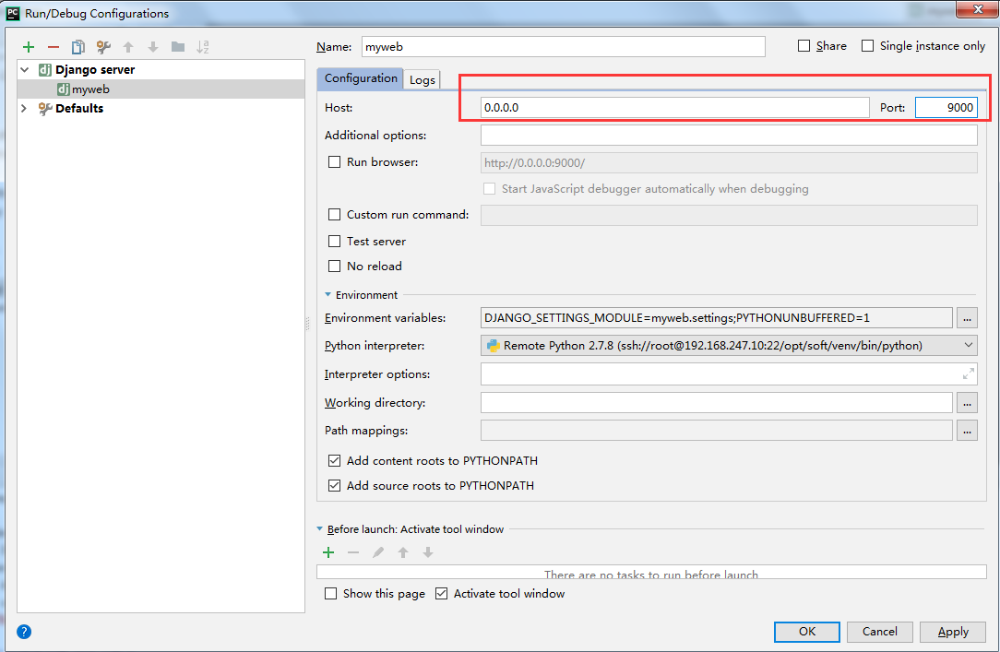 PC Run/Debug Configurations
Name: myweb Share Single instance only
Django server
dj myweb
Defaults
Configuration Logs
Host: 0.0.0.0 Port: 9000
Additional options:
Run browser: http://0.0.0.0:9000/
Start JavaScript debugger automatically when debugging
Custom run command:
Test server
No reload
Environment
Environment variables: DJANGO_SETTINGS_MODULE=myweb.settings;PYTHONUNBUFFERED=1 ...
Python interpreter: Remote Python 2.7.8 (ssh://root@192.168.247.10:22/opt/soft/venv/bin/python)
Interpreter options:
Working directory: ...
Path mappings: ...
Add content roots to PYTHONPATH
Add source roots to PYTHONPATH
Before launch: Activate tool window
There are no tasks to run before launch
Show this page Activate tool window
? OK Cancel Apply